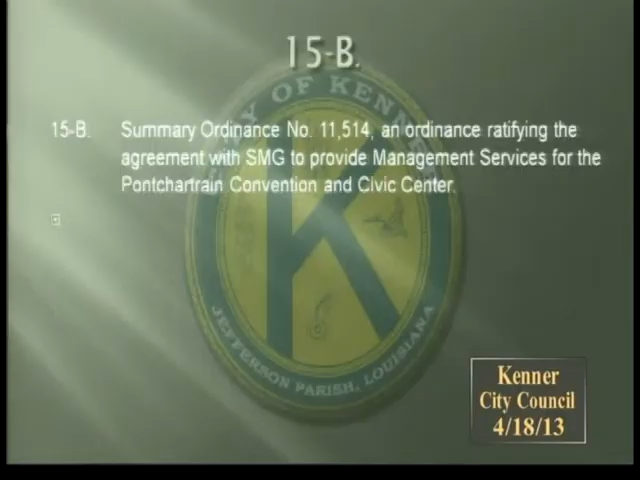 15-B.
15-B. Summary Ordinance No. 11,514, an ordinance ratifying the
agreement with SMG to provide Management Services for the
Pontchartrain Convention and Civic Center.
CITY OF KENNER
K
JEFFERSON PARISH, LOUISIANA
Kenner
City Council
4/18/13